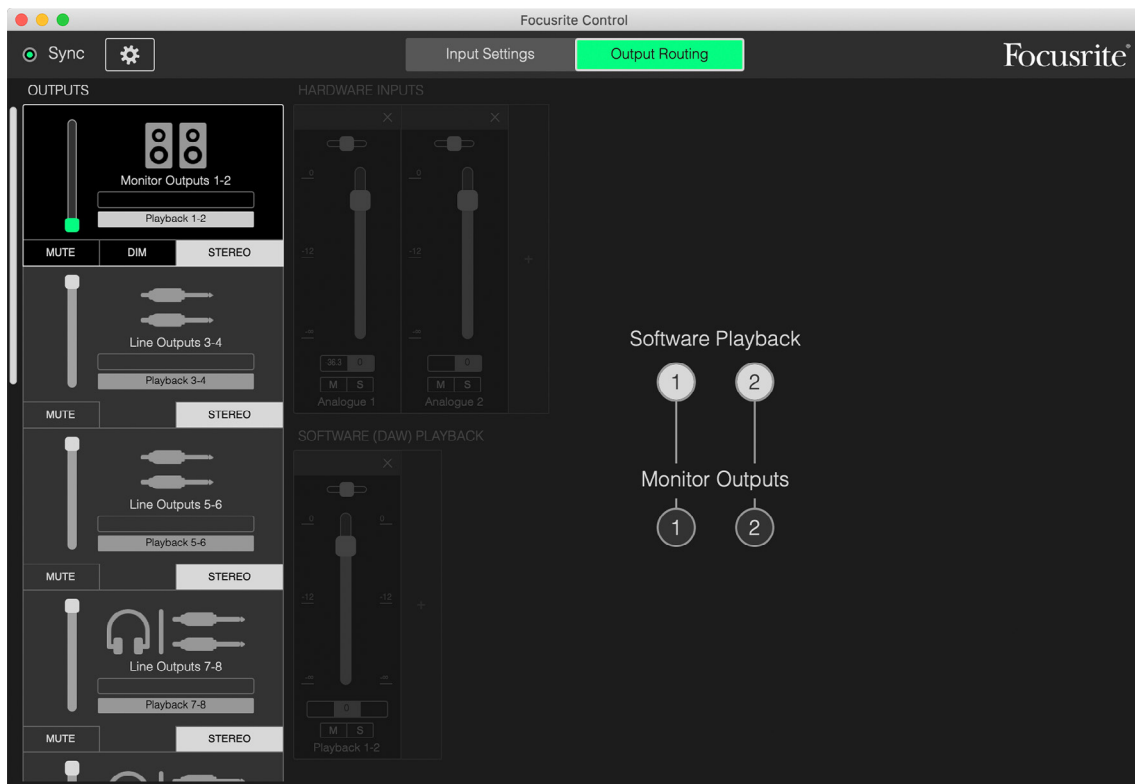 Focusrite Control
Sync
Input Settings
Output Routing
Focusrite®
OUTPUTS
Monitor Outputs 1-2
Playback 1-2
MUTE DIM STEREO
Line Outputs 3-4
Playback 3-4
MUTE STEREO
Line Outputs 5-6
Playback 5-6
MUTE STEREO
Line Outputs 7-8
Playback 7-8
MUTE STEREO
HARDWARE INPUTS
0 0
-12 -12
-∞ -∞
36.3 0 0
M S M S
Analogue 1 Analogue 2
SOFTWARE (DAW) PLAYBACK
0 0
-12 -12
-∞ -∞
0
M S
Playback 1-2
Software Playback
1 2
Monitor Outputs
1 2